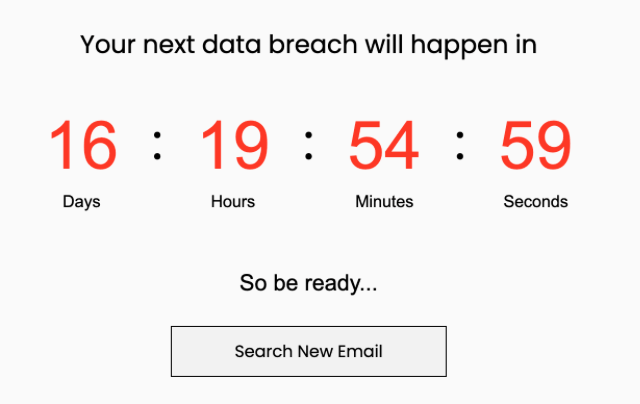 Your next data breach will happen in
16 : 19 : 54 : 59
Days Hours Minutes Seconds
So be ready...
Search New Email